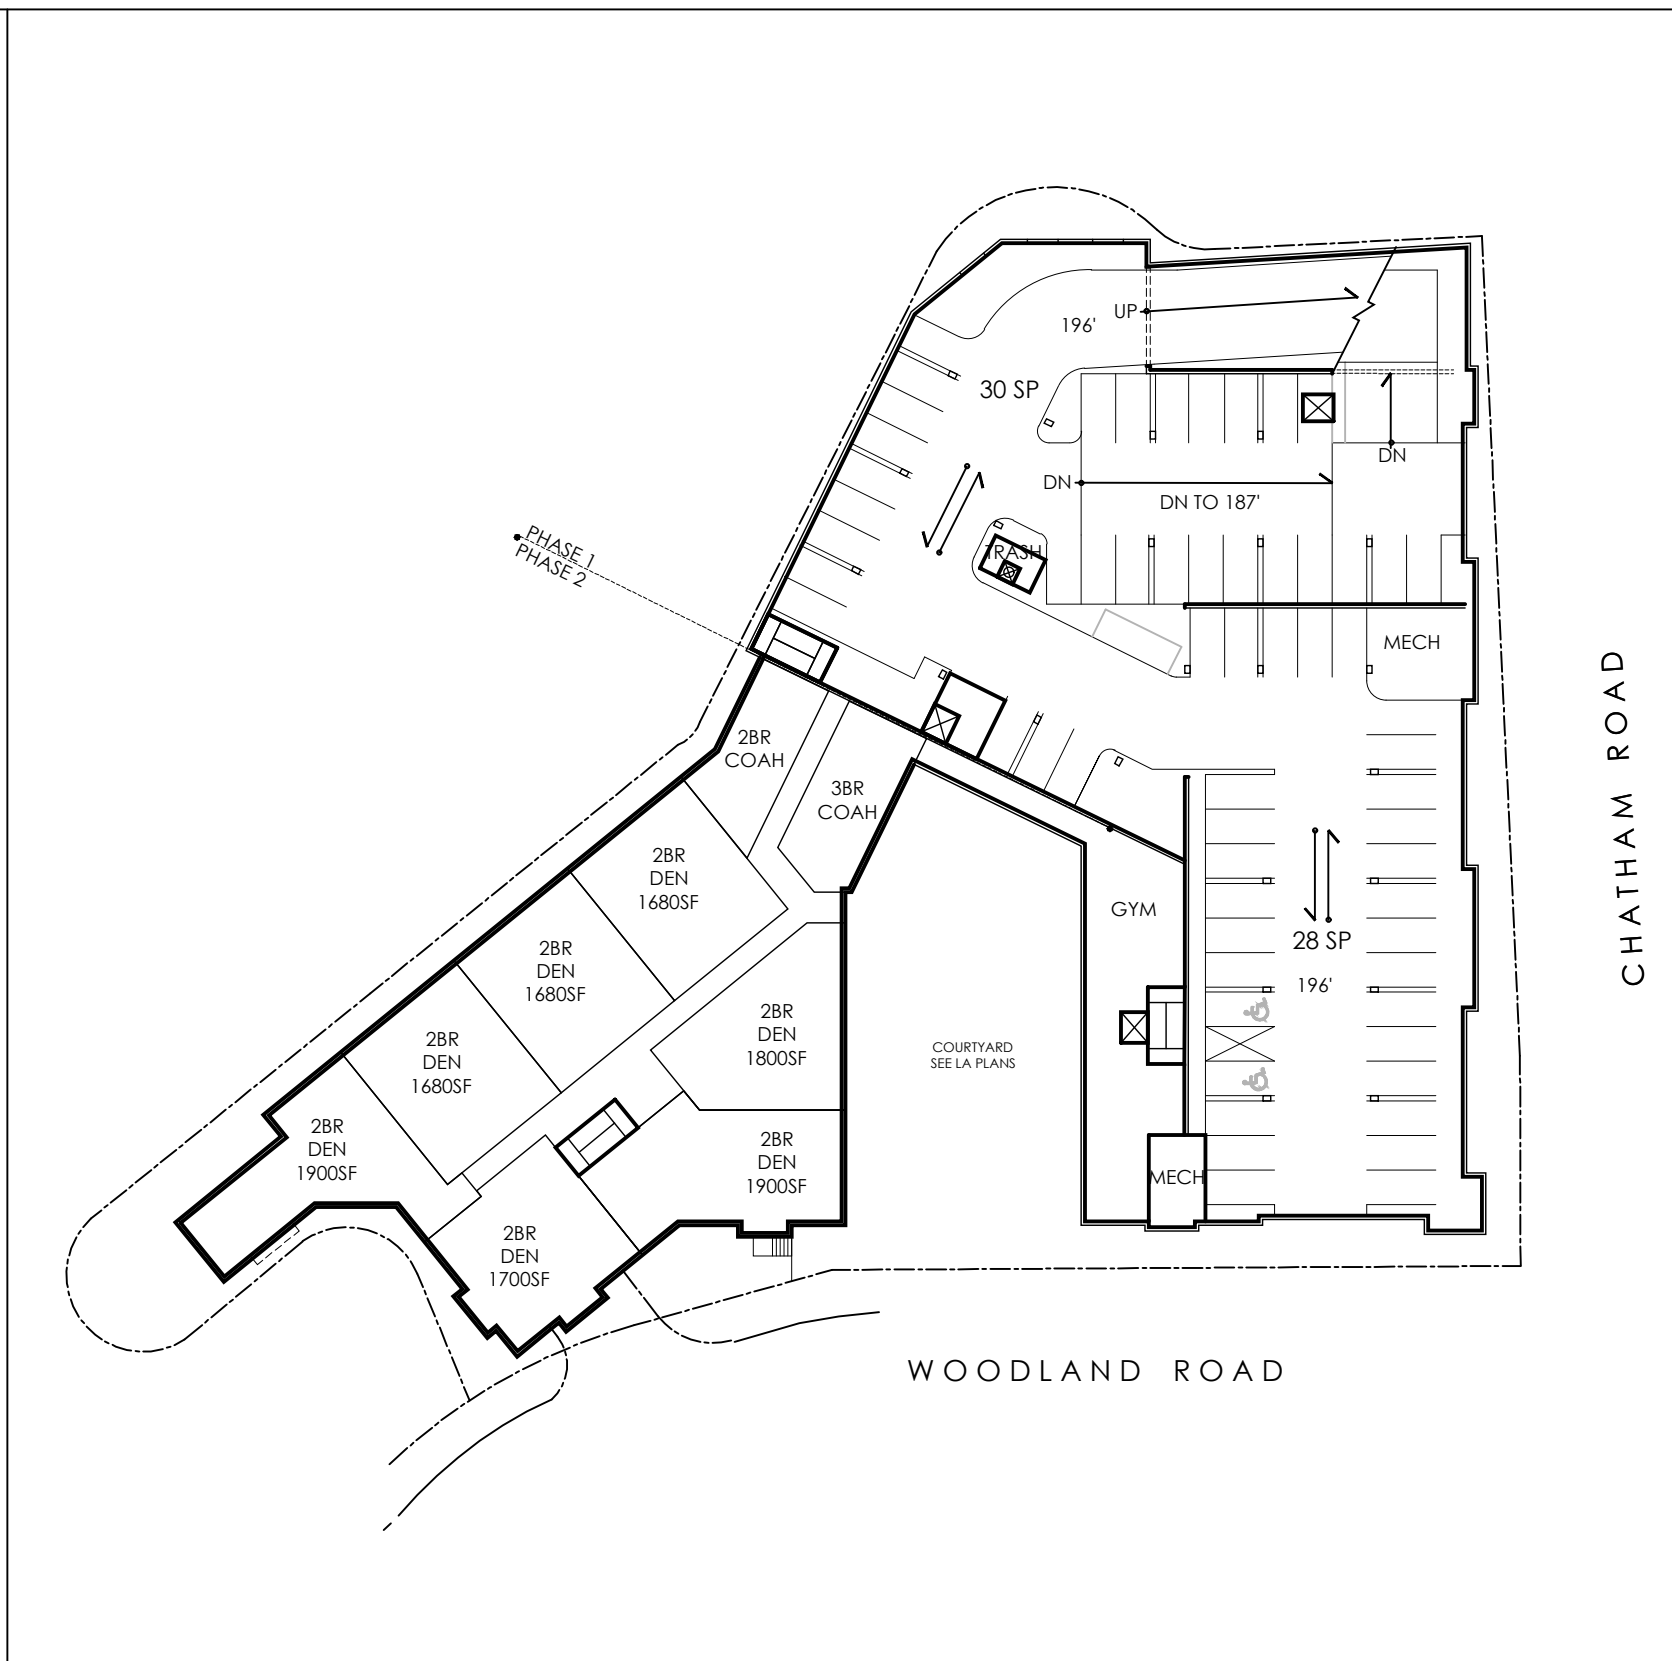 UP
196'
30 SP
DN
DN
DN TO 187'
PHASE 1
PHASE 2
TRASH
MECH
CHATHAM ROAD
2BR
COAH
3BR
COAH
2BR
DEN
1680SF
GYM
28 SP
196'
2BR
DEN
1680SF
2BR
DEN
1680SF
2BR
DEN
1800SF
COURTYARD
SEE LA PLANS
2BR
DEN
1900SF
2BR
DEN
1900SF
MECH
2BR
DEN
1700SF
WOODLAND ROAD